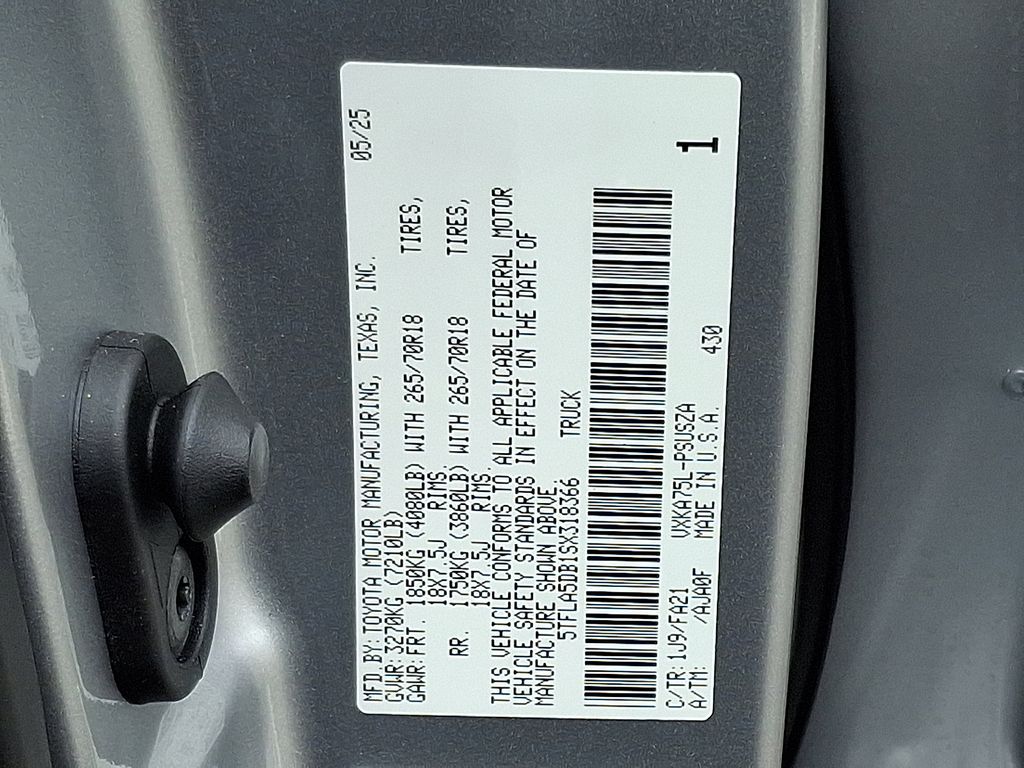 MFD.BY:TOYOTA MOTOR MANUFACTURING, TEXAS, INC. 05/25
GVWR:3270KG (7210LB)
GAWR:FRT. 1850KG (4080LB) WITH 265/70R18 TIRES,
18X7.5J RIMS.
RR. 1750KG (3860LB) WITH 265/70R18 TIRES,
18X7.5J RIMS.
THIS VEHICLE CONFORMS TO ALL APPLICABLE FEDERAL MOTOR
VEHICLE SAFETY STANDARDS IN EFFECT ON THE DATE OF
MANUFACTURE SHOWN ABOVE.
5TFLA5DB1SX318366 TRUCK
C/TR:1J9/FA21 VXKA75L-PSUSZA 430
A/TM: /AJA0F MADE IN U.S.A.
1